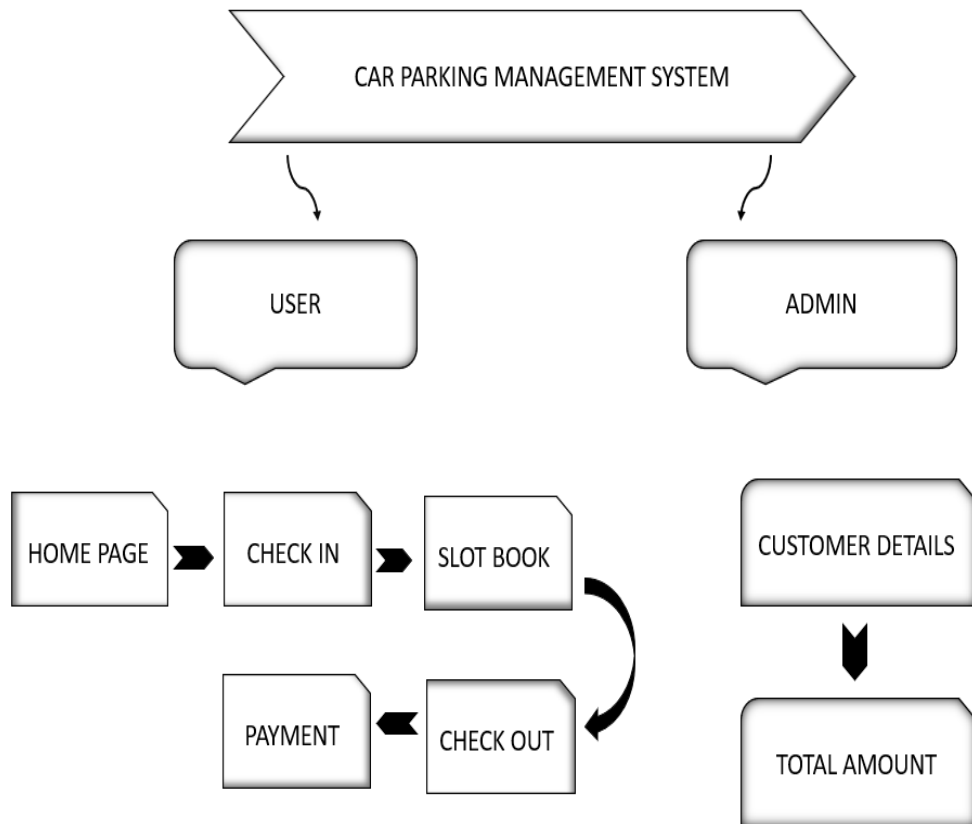 CAR PARKING MANAGEMENT SYSTEM
USER
ADMIN
HOME PAGE
CHECK IN
SLOT BOOK
CUSTOMER DETAILS
PAYMENT
CHECK OUT
TOTAL AMOUNT